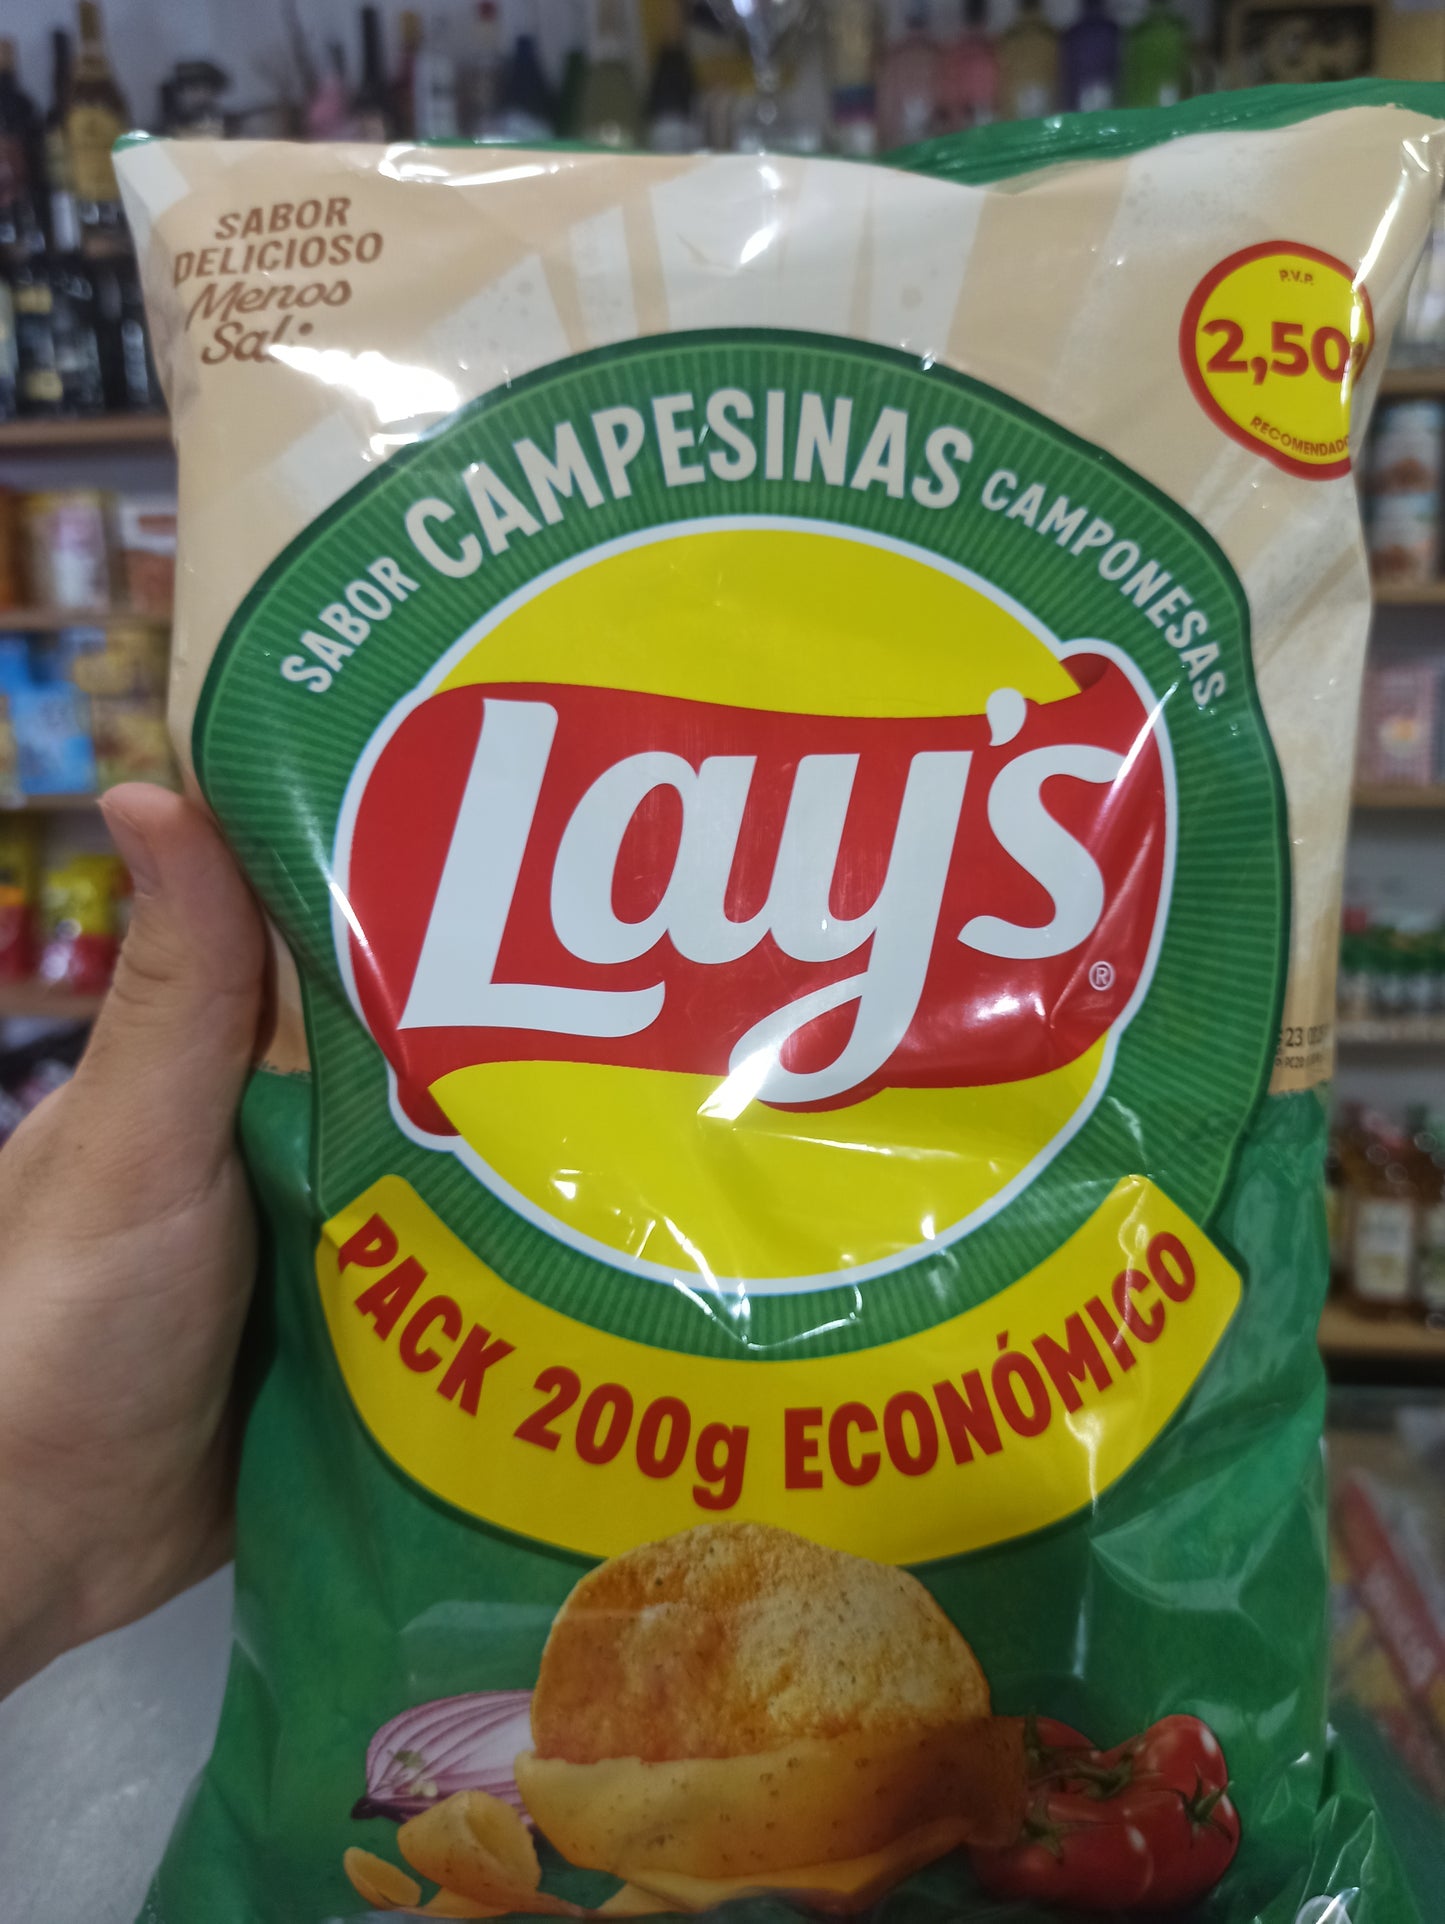 SABOR
DELICIOSO
Menos
Sal
P.V.P.
2,50
RECOMENDADO
SABOR CAMPESINAS CAMPONESAS
Lay's
®
PACK 200g ECONÓMICO